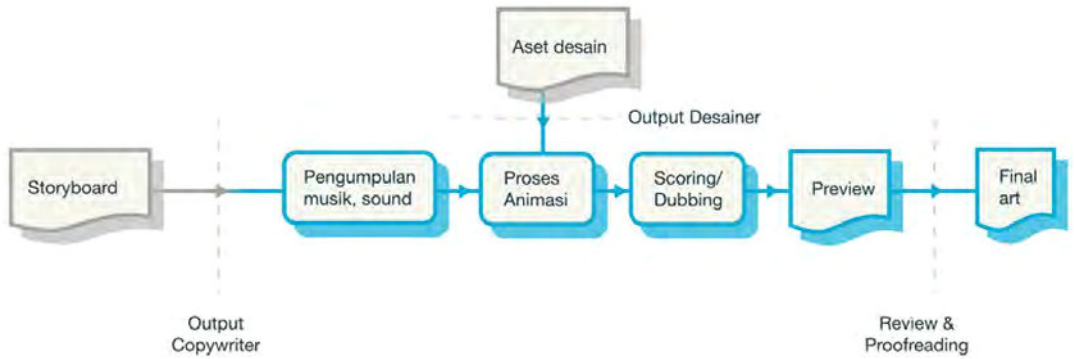 Aset desain
Output Desainer
Storyboard
Pengumpulan
musik, sound
Proses
Animasi
Scoring/
Dubbing
Preview
Final
art
Output
Copywriter
Review &
Proofreading